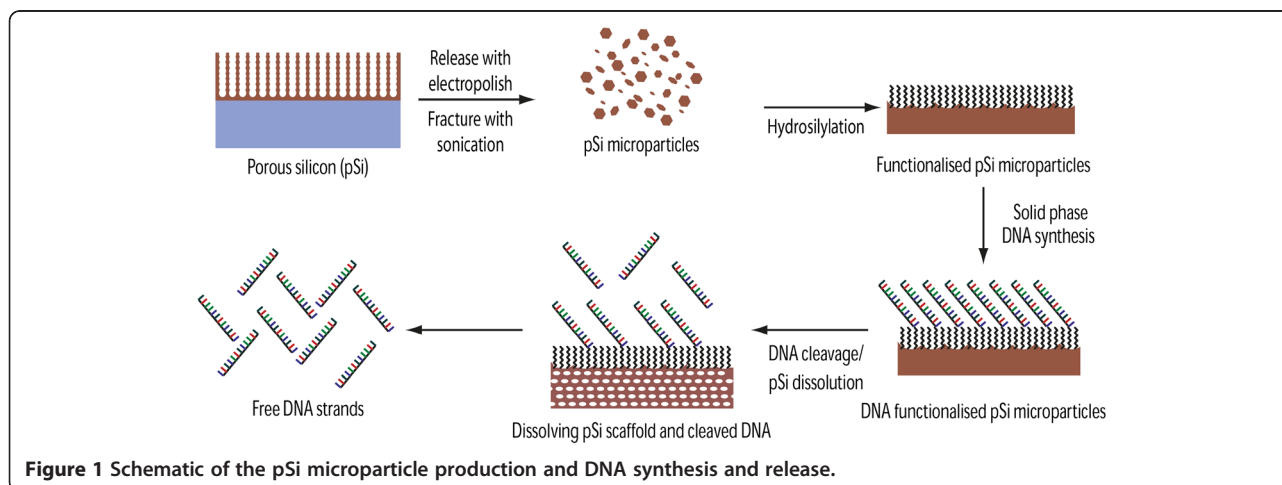 Porous silicon (pSi)
Release with
electropolish
Fracture with
sonication
pSi microparticles
Hydrosilylation
Functionalised pSi microparticles
Solid phase
DNA synthesis
DNA functionalised pSi microparticles
DNA cleavage/
pSi dissolution
Dissolving pSi scaffold and cleaved DNA
Free DNA strands
Figure 1 Schematic of the pSi microparticle production and DNA synthesis and release.